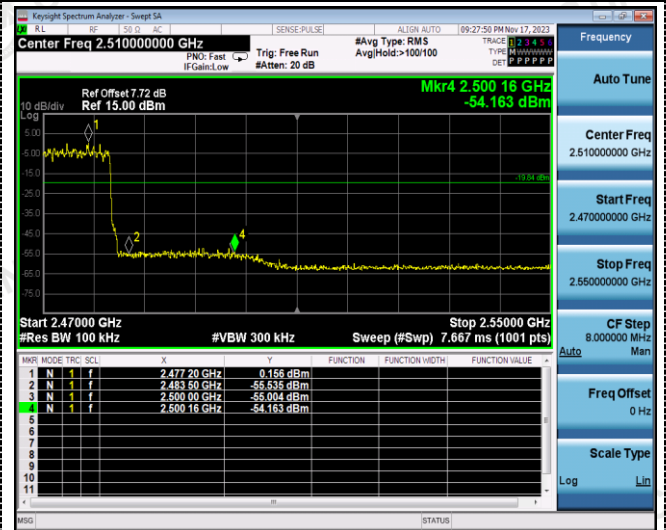 Keysight Spectrum Analyzer - Swept SA
RL RF 50 Ω AC SENSE:PULSE ALIGN AUTO 09:27:50 PM Nov 17, 2023
Center Freq 2.510000000 GHz
PNO: Fast
IFGain:Low
Trig: Free Run
#Atten: 20 dB
#Avg Type: RMS
Avg|Hold:>100/100
TRACE 1 2 3 4 5 6
TYPE M WWWWW
DET P P P P P P
Mkr4 2.500 16 GHz
-54.163 dBm
Ref Offset 7.72 dB
10 dB/div Ref 15.00 dBm
Log
5.00
-5.00
-15.0
-25.0
-35.0
-45.0
-55.0
-65.0
-75.0
1
2
4
-19.84 dBm
Start 2.47000 GHz Stop 2.55000 GHz
#Res BW 100 kHz #VBW 300 kHz Sweep (#Swp) 7.667 ms (1001 pts)
MKR MODE TRC SCL X Y FUNCTION FUNCTION WIDTH FUNCTION VALUE
1 N 1 f 2.477 20 GHz 0.156 dBm
2 N 1 f 2.483 50 GHz -55.535 dBm
3 N 1 f 2.500 00 GHz -55.004 dBm
4 N 1 f 2.500 16 GHz -54.163 dBm
5
6
7
8
9
10
11
MSG STATUS
Frequency
Auto Tune
Center Freq
2.510000000 GHz
Start Freq
2.470000000 GHz
Stop Freq
2.550000000 GHz
CF Step
8.000000 MHz
Auto Man
Freq Offset
0 Hz
Scale Type
Log Lin